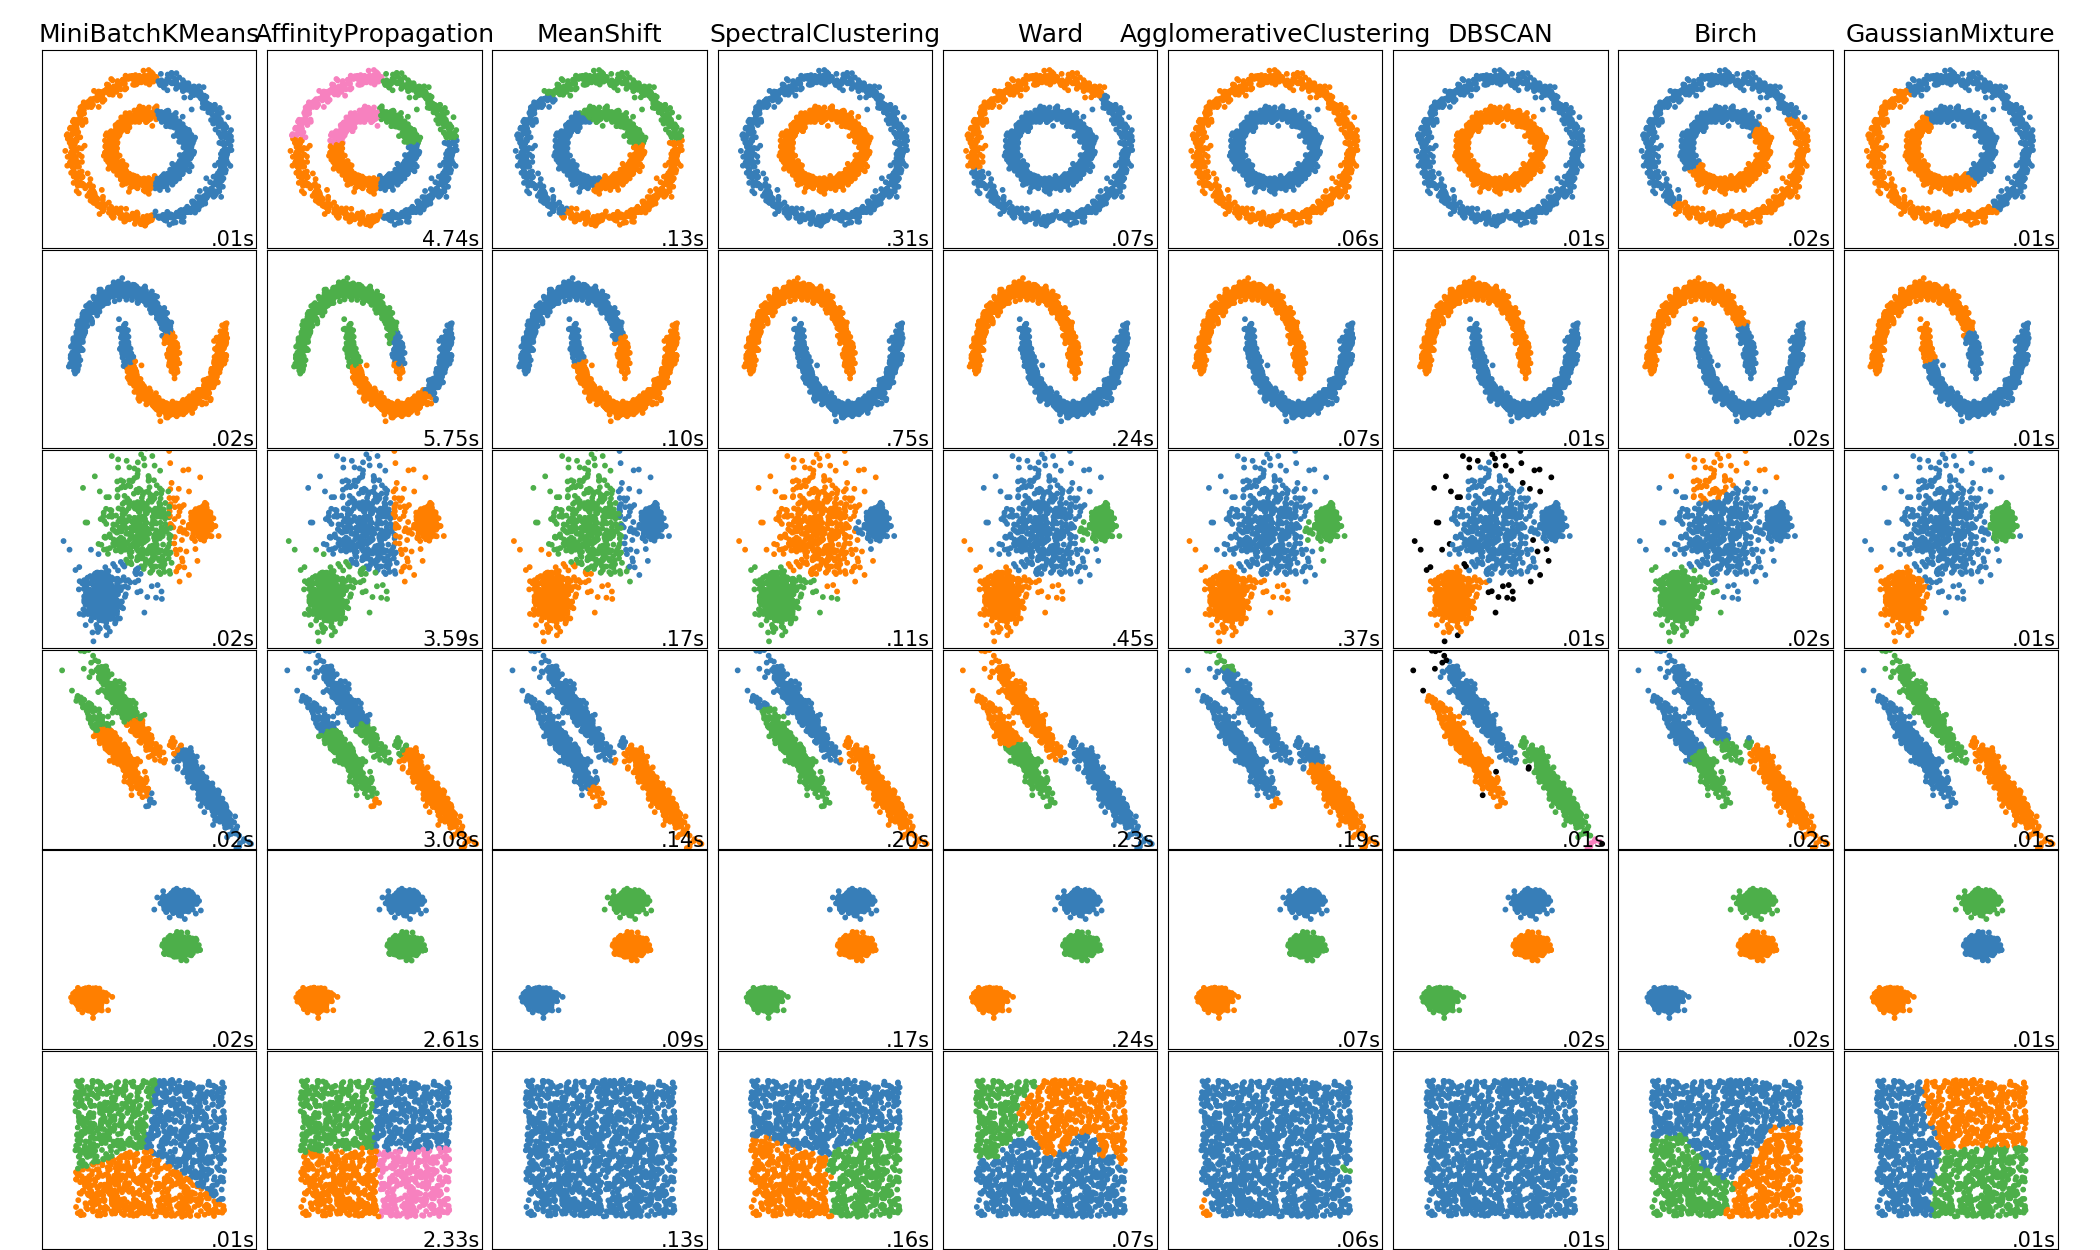 MiniBatchKMeans AffinityPropagation MeanShift SpectralClustering Ward AgglomerativeClustering DBSCAN Birch GaussianMixture
.01s 4.74s .13s .31s .07s .06s .01s .02s .01s
.02s 5.75s .10s .75s .24s .07s .01s .02s .01s
.02s 3.59s .17s .11s .45s .37s .01s .02s .01s
.02s 3.08s .14s .20s .23s .19s .01s .02s .01s
.02s 2.61s .09s .17s .24s .07s .02s .02s .01s
.01s 2.33s .13s .16s .07s .06s .01s .02s .01s